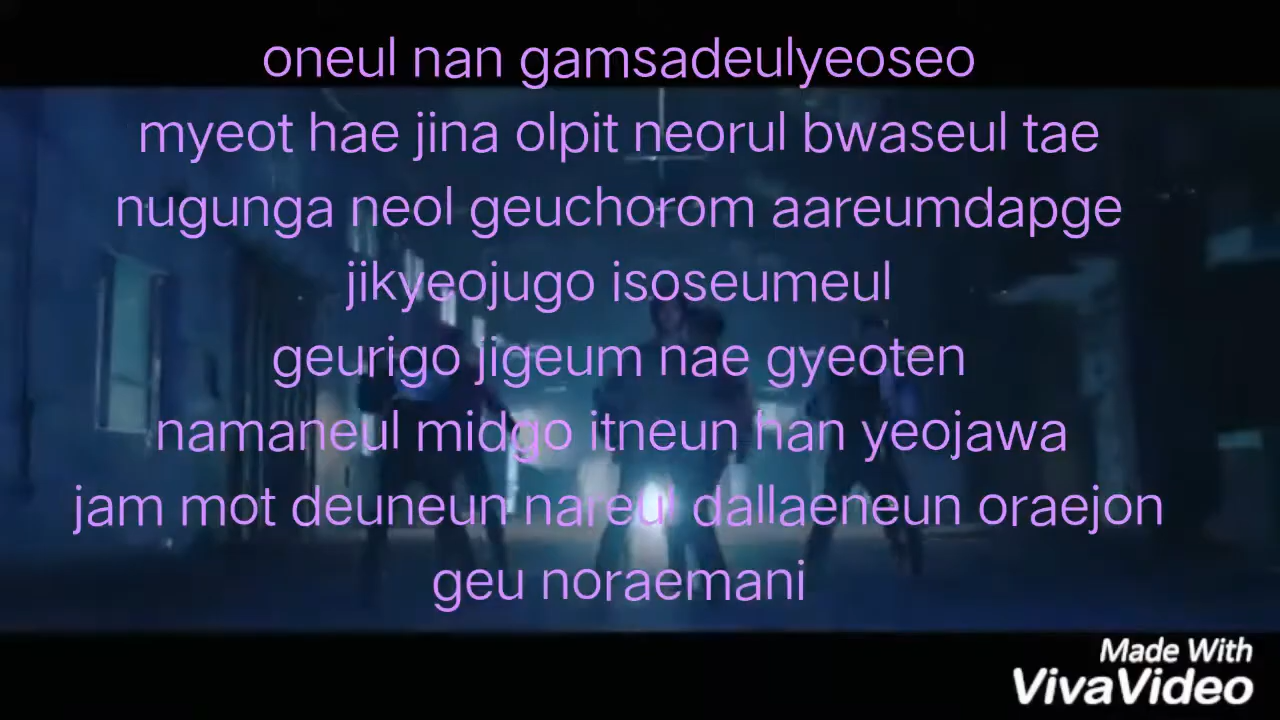 oneul nan gamsadeulyeoseo
myeot hae jina olpit neorul bwaseul tae
nugunga neol geuchorom aareumdapge
jikyeojugo isoseumeul
geurigo jigeum nae gyeoten
namaneul midgo itneun han yeojawa
jam mot deuneun nareul dallaeneun oraejon
geu noraemani
Made With
VivaVideo